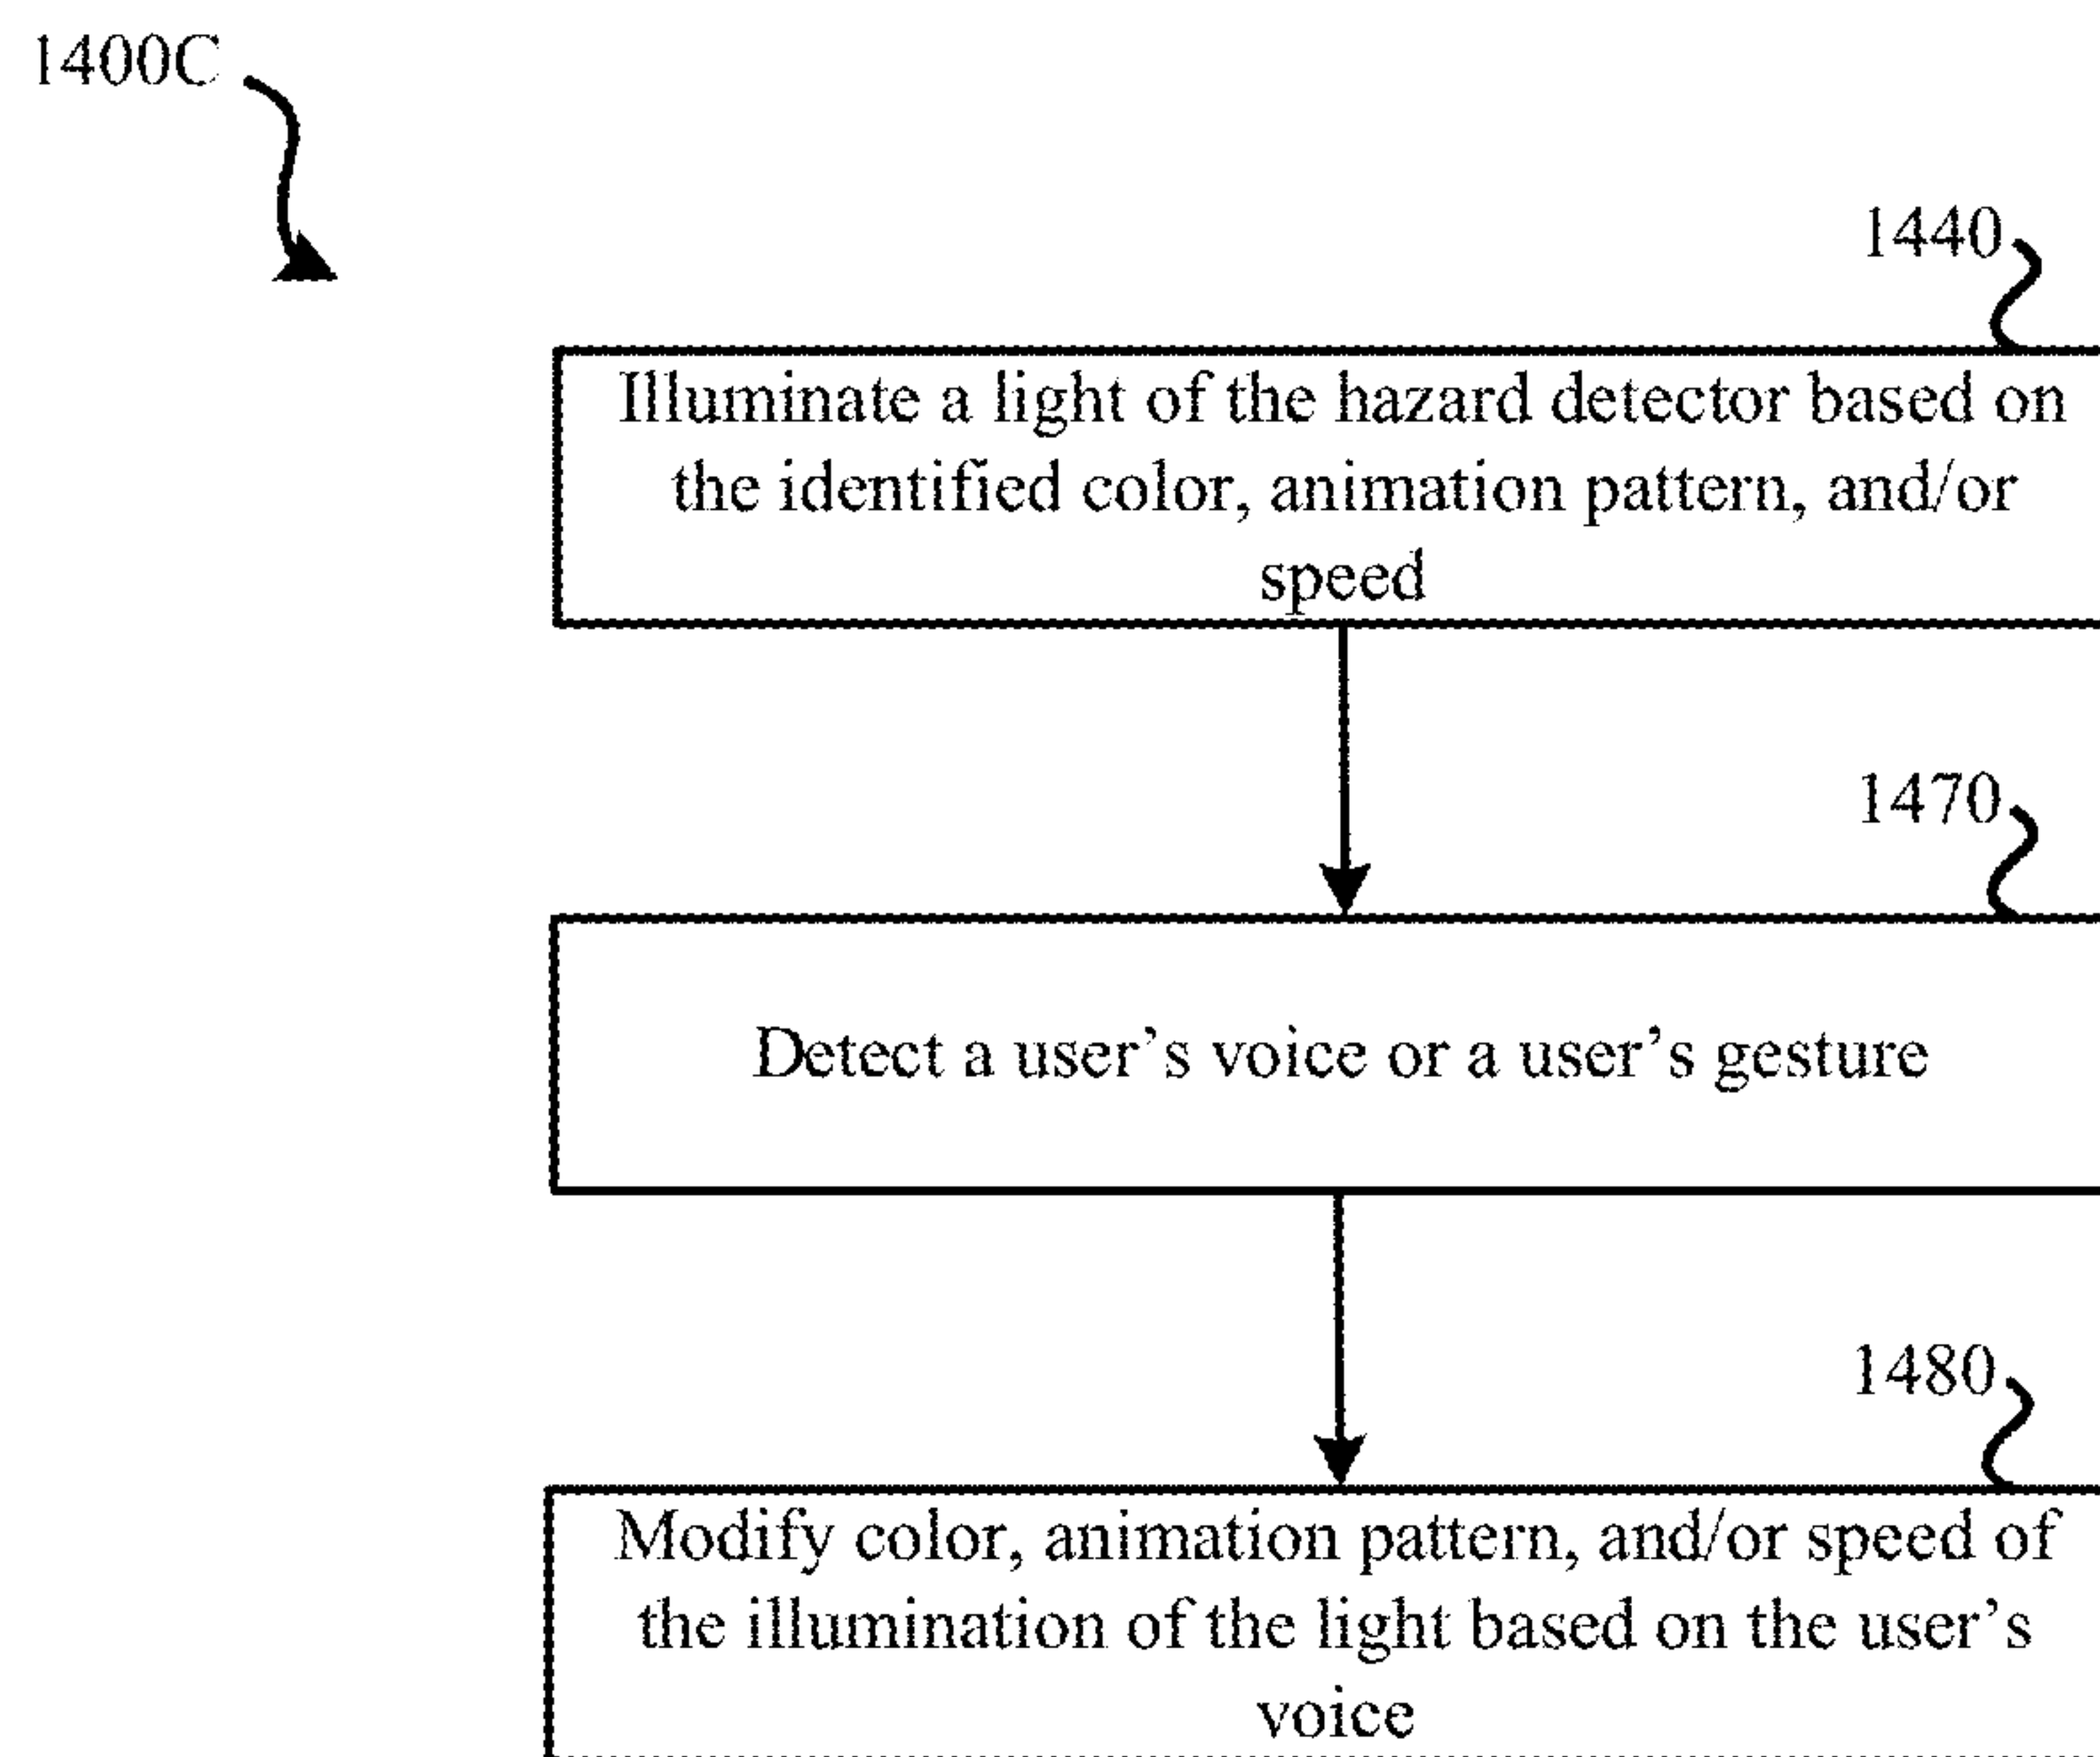 1400C
1440
Illuminate a light of the hazard detector based on
the identified color, animation pattern, and/or
speed
1470
Detect a user’s voice or a user’s gesture
1480
Modify color, animation pattern, and/or speed of
the illumination of the light based on the user’s
voice